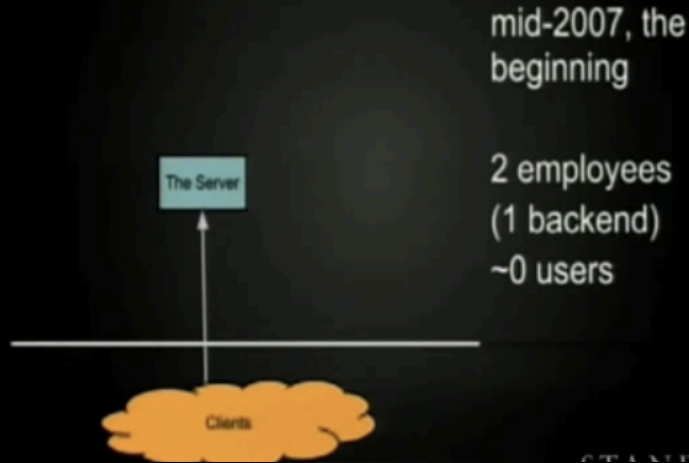 mid-2007, the
beginning
The Server
2 employees
(1 backend)
~0 users
Clients